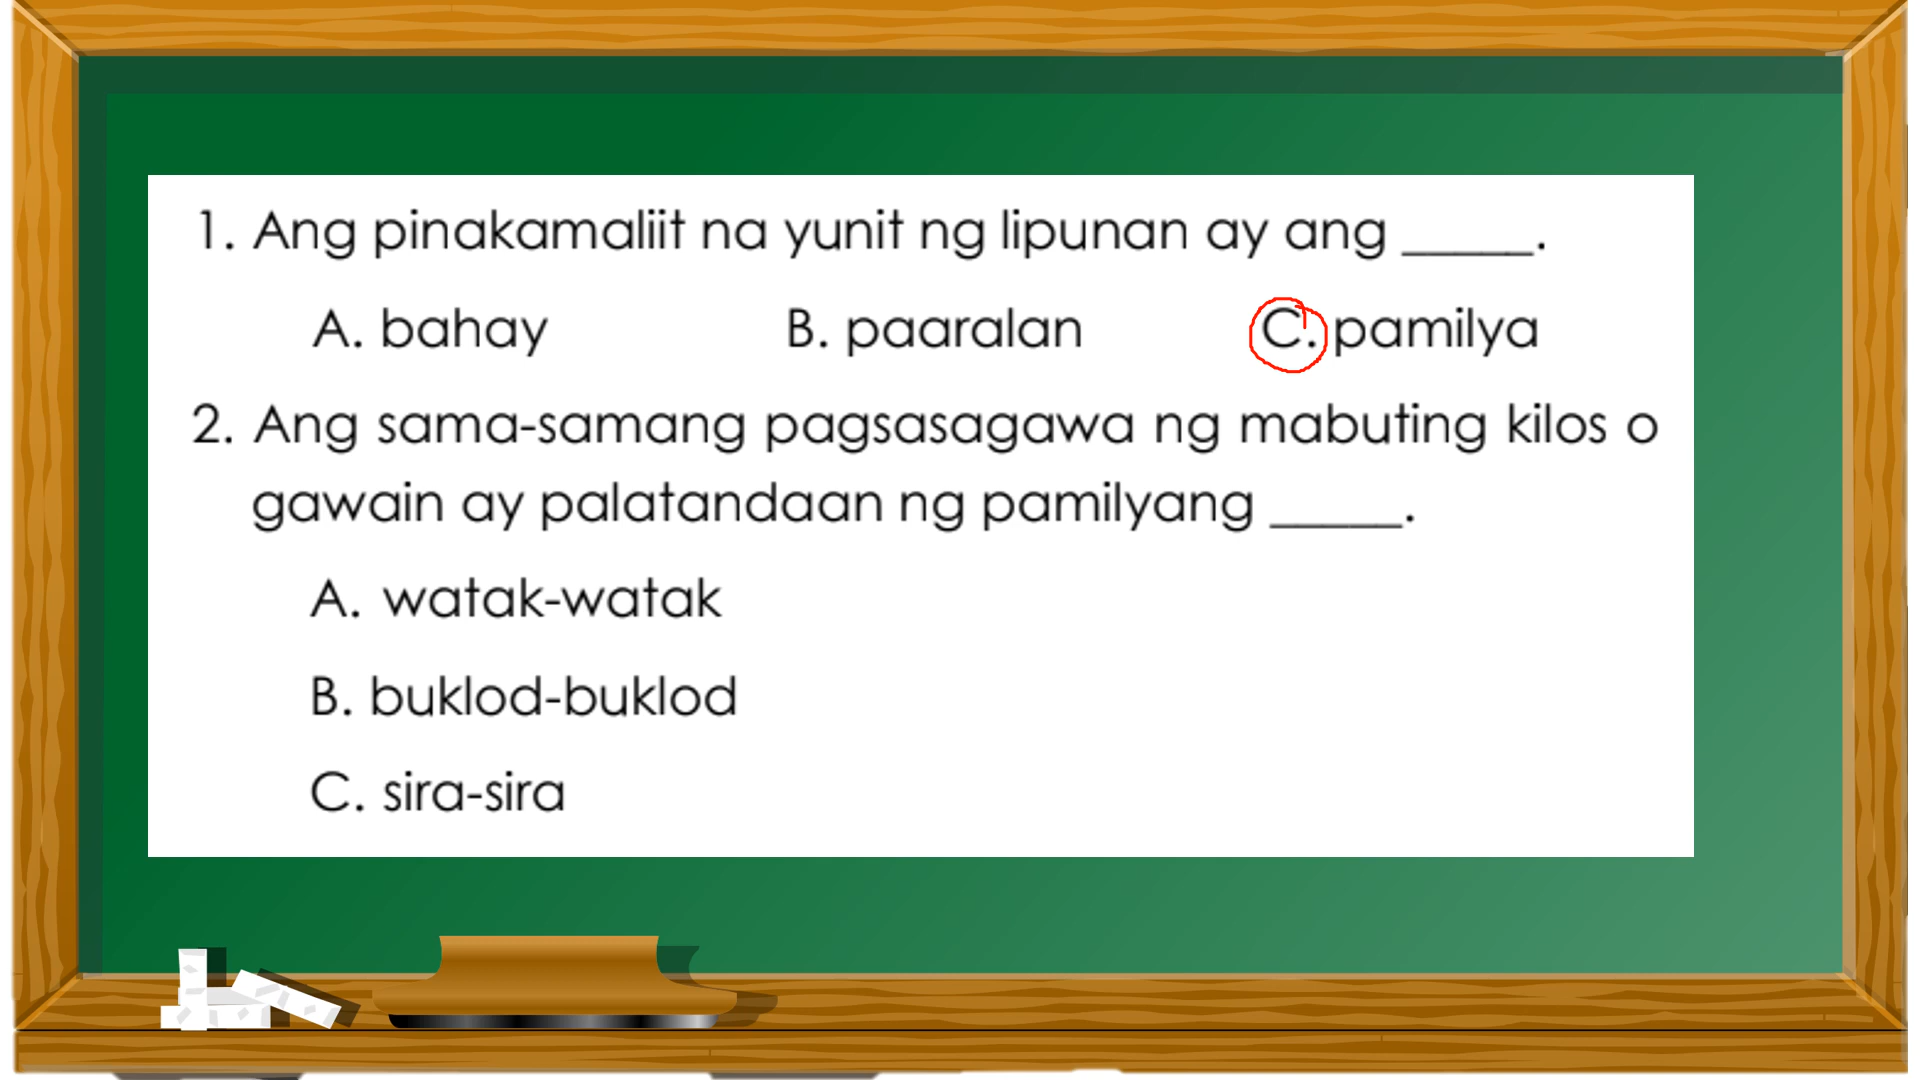 1. Ang pinakamaliit na yunit ng lipunan ay ang _____.
A. bahay B. paaralan C. pamilya
2. Ang sama-samang pagsasagawa ng mabuting kilos o
gawain ay palatandaan ng pamilyang _____.
A. watak-watak
B. buklod-buklod
C. sira-sira